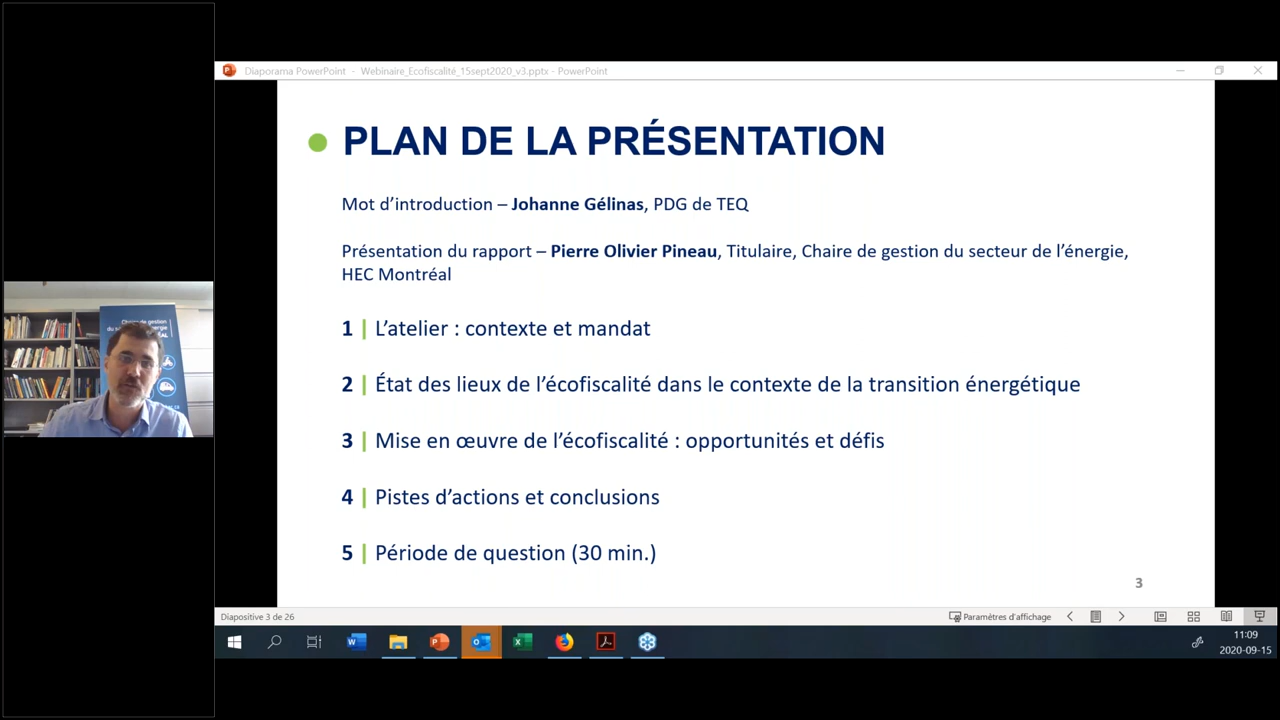 Diaporama PowerPoint - Webinaire_Ecofiscalité_15sept2020_v3.pptx - PowerPoint
PLAN DE LA PRÉSENTATION
Mot d’introduction – Johanne Gélinas, PDG de TEQ
Présentation du rapport – Pierre Olivier Pineau, Titulaire, Chaire de gestion du secteur de l’énergie,
HEC Montréal
1 | L’atelier : contexte et mandat
2 | État des lieux de l’écofiscalité dans le contexte de la transition énergétique
3 | Mise en œuvre de l’écofiscalité : opportunités et défis
4 | Pistes d’actions et conclusions
5 | Période de question (30 min.)
3
Chaire de gestion
Diapositive 3 de 26
Paramètres d’affichage
11:09
2020-09-15